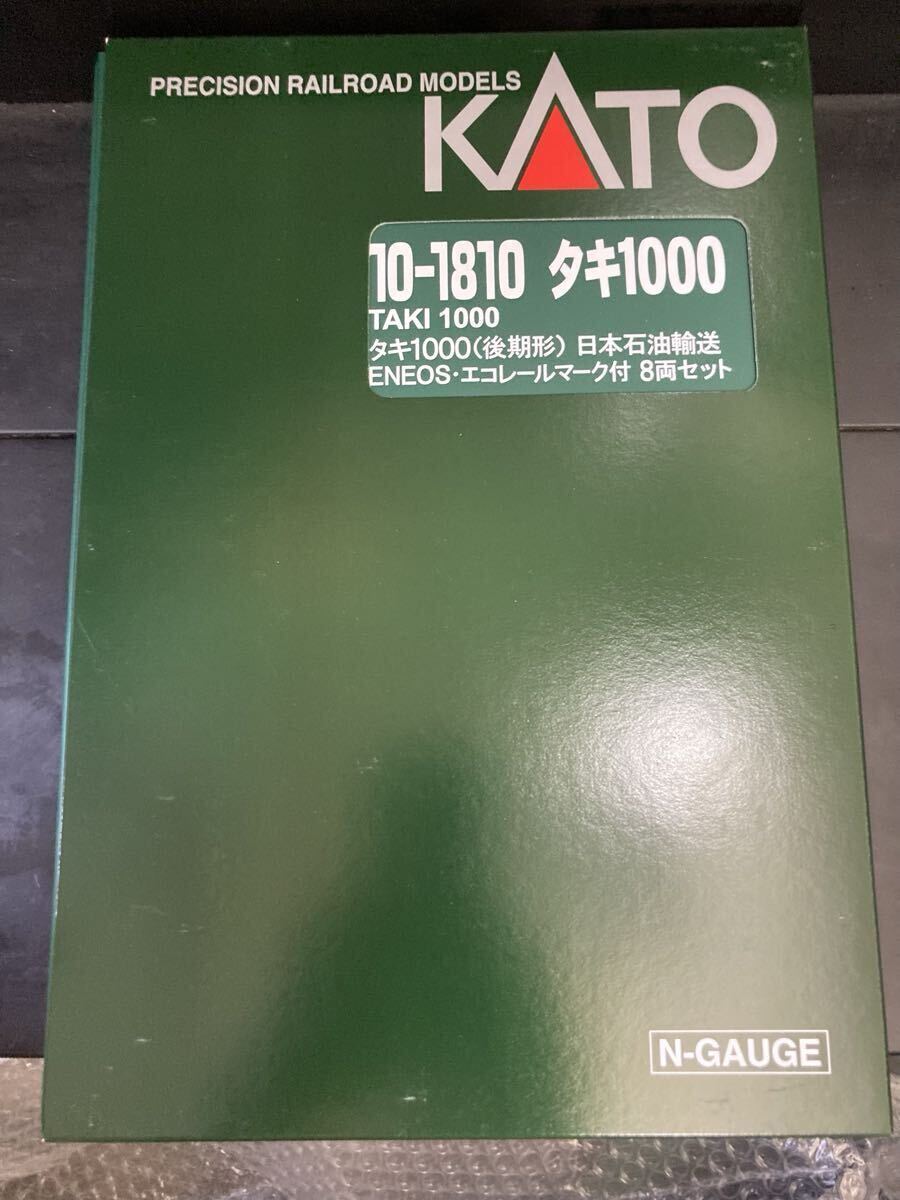 PRECISION RAILROAD MODELS
KATO
10-1810 タキ1000
TAKI 1000
タキ1000(後期形) 日本石油輸送
ENEOS・エコレールマーク付 8両セット
N-GAUGE